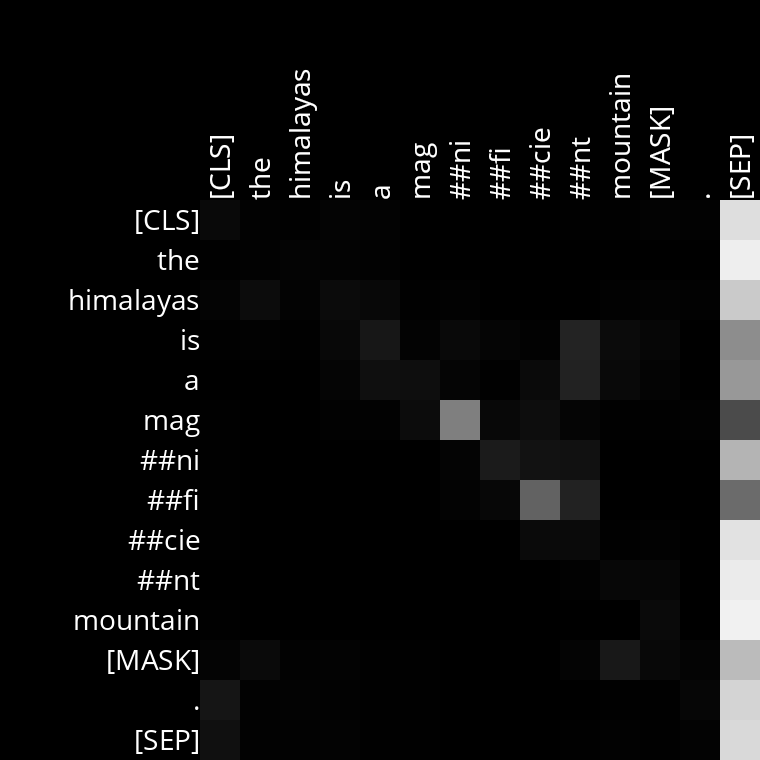 [CLS] the himalayas is a mag ##ni ##fi ##cie ##nt mountain [MASK] . [SEP]
[CLS]
the
himalayas
is
a
mag
##ni
##fi
##cie
##nt
mountain
[MASK]
.
[SEP]